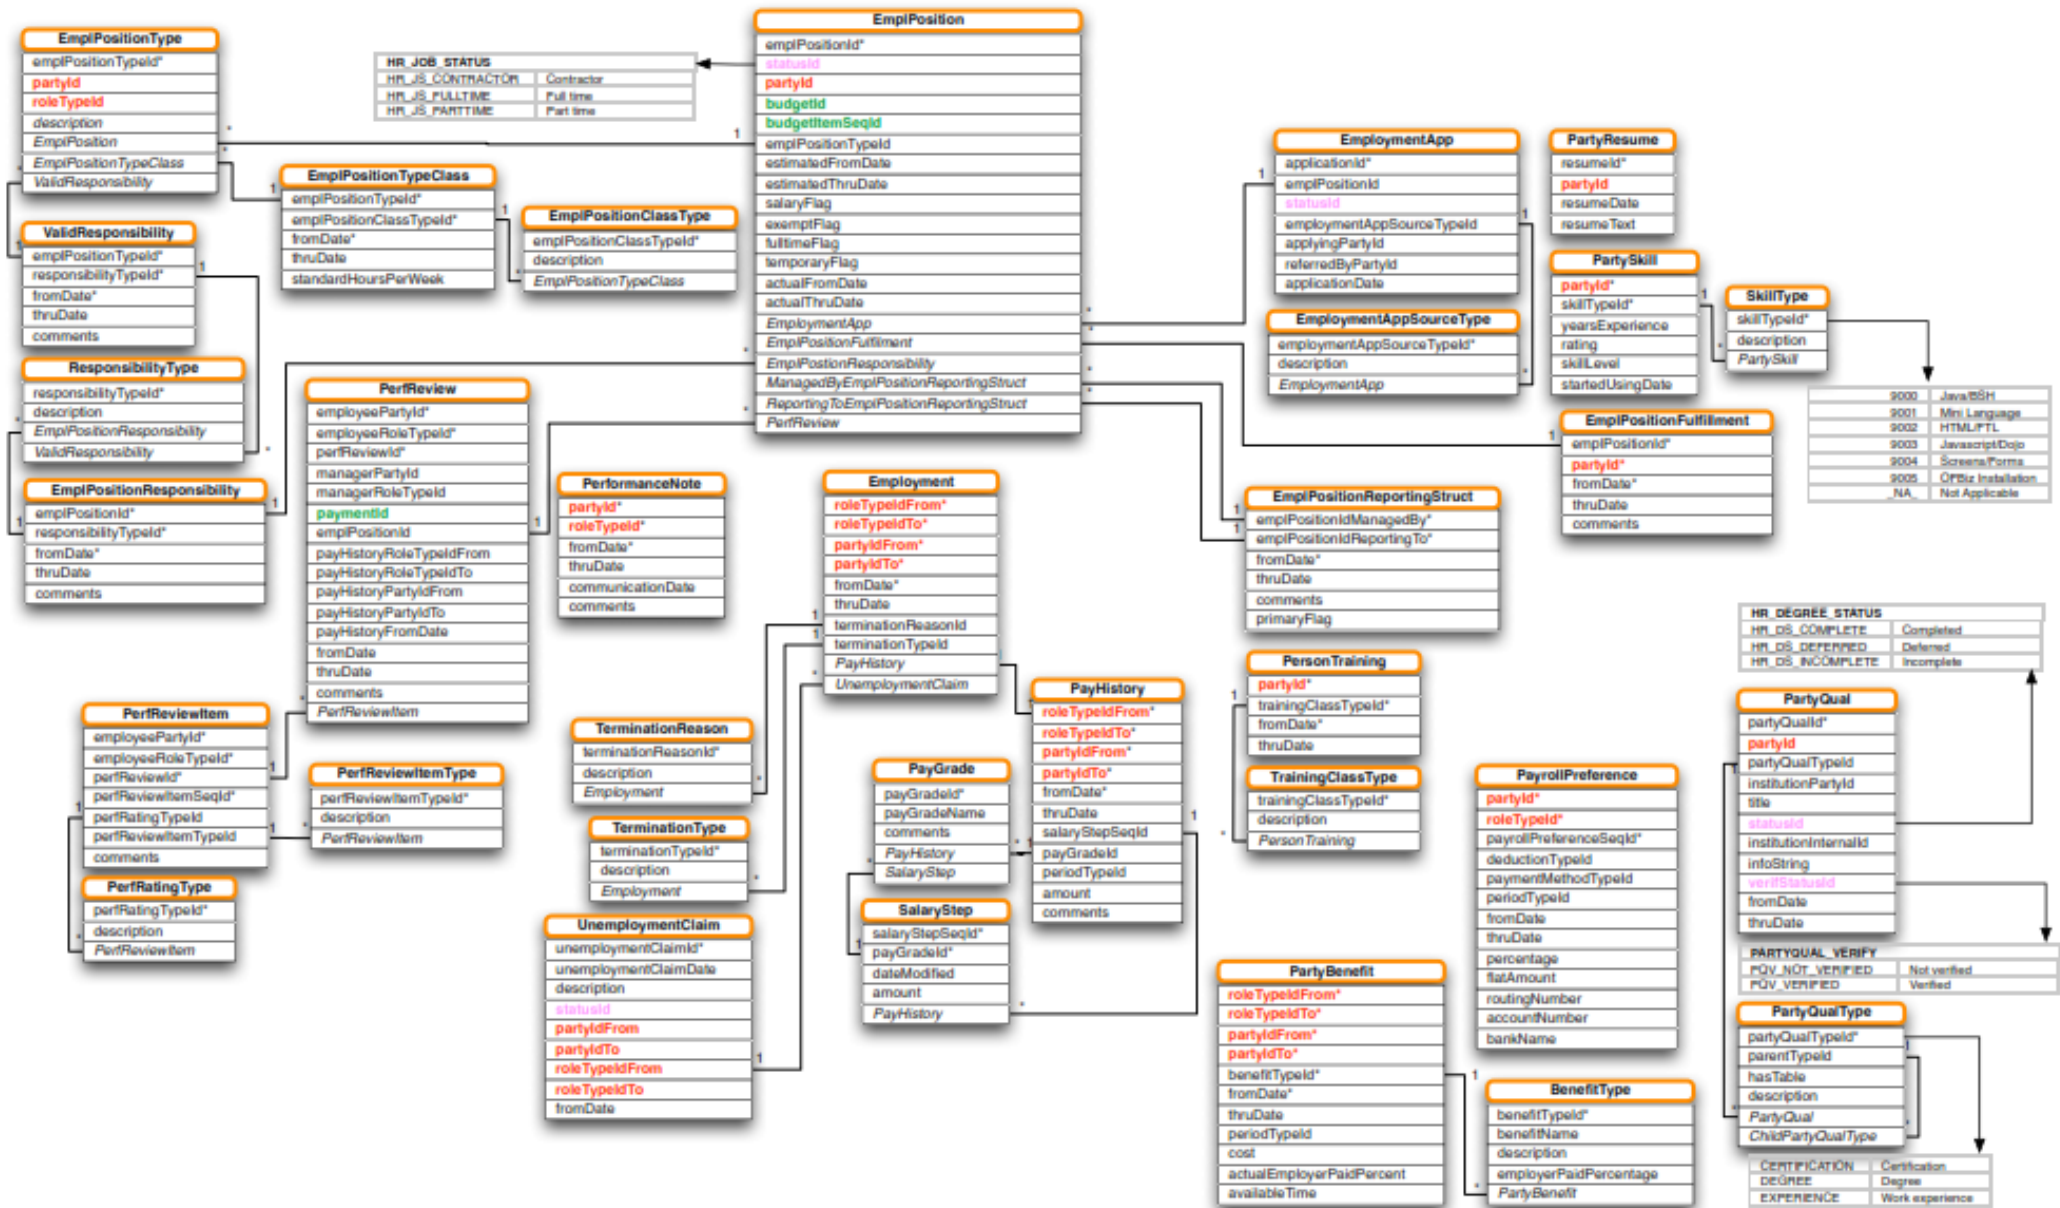 EmplPositionType
emplPositionTypeId*
partyId
roleTypeId
description
EmplPosition
EmplPositionTypeClass
ValidResponsibility
HR_JOB_STATUS
HR_JS_CONTRACTOR Contractor
HR_JS_FULLTIME Full time
HR_JS_PARTTIME Part time
EmplPosition
emplPositionId*
statusId
partyId
budgetId
budgetItemSeqId
emplPositionTypeId
estimatedFromDate
estimatedThruDate
salaryFlag
exemptFlag
fulltimeFlag
temporaryFlag
actualFromDate
actualThruDate
EmploymentApp
EmplPositionFulfilment
EmplPostionResponsibility
ManagedByEmplPositionReportingStruct
ReportingToEmplPositionReportingStruct
PerfReview
EmplPositionTypeClass
emplPositionTypeId*
emplPositionClassTypeId*
fromDate*
thruDate
standardHoursPerWeek
EmplPositionClassType
emplPositionClassTypeId*
description
EmplPositionTypeClass
ValidResponsibility
emplPositionTypeId*
responsibilityTypeId*
fromDate*
thruDate
comments
ResponsibilityType
responsibilityTypeId*
description
EmplPositionResponsibility
ValidResponsibility
EmplPositionResponsibility
emplPositionId*
responsibilityTypeId*
fromDate*
thruDate
comments
PerfReview
employeePartyId*
employeeRoleTypeId*
perfReviewId*
managerPartyId
managerRoleTypeId
paymentId
emplPositionId
payHistoryRoleTypeIdFrom
payHistoryRoleTypeIdTo
payHistoryPartyIdFrom
payHistoryPartyIdTo
payHistoryFromDate
fromDate
thruDate
comments
PerfReviewItem
PerformanceNote
partyId*
roleTypeId*
fromDate*
thruDate
communicationDate
comments
Employment
roleTypeIdFrom*
roleTypeIdTo*
partyIdFrom*
partyIdTo*
fromDate*
thruDate
terminationReasonId
terminationTypeId
PayHistory
UnemploymentClaim
EmploymentApp
applicationId*
emplPositionId
statusId
employmentAppSourceTypeId
applyingPartyId
referredByPartyId
applicationDate
EmploymentAppSourceType
employmentAppSourceTypeId*
description
EmploymentApp
PartyResume
resumeId*
partyId
resumeDate
resumeText
PartySkill
partyId*
skillTypeId*
yearsExperience
rating
skillLevel
startedUsingDate
SkillType
skillTypeId*
description
PartySkill
9000 Java/BSH
9001 Mini Language
9002 HTML/FTL
9003 Javascript/Dojo
9004 Screens/Forms
9005 OFBiz Installation
_NA_ Not Applicable
EmplPositionFulfillment
emplPositionId*
partyId*
fromDate*
thruDate
comments
EmplPositionReportingStruct
emplPositionIdManagedBy*
emplPositionIdReportingTo*
fromDate*
thruDate
comments
primaryFlag
PersonTraining
partyId*
trainingClassTypeId*
fromDate*
thruDate
TrainingClassType
trainingClassTypeId*
description
PersonTraining
PerfReviewItem
employeePartyId*
employeeRoleTypeId*
perfReviewId*
perfReviewItemSeqId*
perfRatingTypeId
perfReviewItemTypeId
comments
PerfReviewItemType
perfReviewItemTypeId*
description
PerfReviewItem
PerfRatingType
perfRatingTypeId*
description
PerfReviewItem
TerminationReason
terminationReasonId*
description
Employment
TerminationType
terminationTypeId*
description
Employment
UnemploymentClaim
unemploymentClaimId*
unemploymentClaimDate
description
statusId
partyIdFrom
partyIdTo
roleTypeIdFrom
roleTypeIdTo
fromDate
PayGrade
payGradeId*
payGradeName
comments
PayHistory
SalaryStep
SalaryStep
salaryStepSeqId*
payGradeId*
dateModified
amount
PayHistory
PayHistory
roleTypeIdFrom*
roleTypeIdTo*
partyIdFrom*
partyIdTo*
fromDate*
thruDate
salaryStepSeqId
payGradeId
periodTypeId
amount
comments
PartyBenefit
roleTypeIdFrom*
roleTypeIdTo*
partyIdFrom*
partyIdTo*
benefitTypeId*
fromDate*
thruDate
periodTypeId
cost
actualEmployerPaidPercent
availableTime
PayrollPreference
partyId*
roleTypeId*
payrollPreferenceSeqId*
deductionTypeId
paymentMethodTypeId
periodTypeId
fromDate
thruDate
percentage
flatAmount
routingNumber
accountNumber
bankName
BenefitType
benefitTypeId*
benefitName
description
employerPaidPercentage
PartyBenefit
HR_DEGREE_STATUS
HR_DS_COMPLETE Completed
HR_DS_DEFERRED Deferred
HR_DS_INCOMPLETE Incomplete
PartyQual
partyQualId*
partyId
partyQualTypeId
institutionPartyId
title
statusId
institutionInternalId
infoString
verifStatusId
fromDate
thruDate
PARTYQUAL_VERIFY
PQV_NOT_VERIFIED Not verified
PQV_VERIFIED Verified
PartyQualType
partyQualTypeId*
parentTypeId
hasTable
description
PartyQual
ChildPartyQualType
CERTIFICATION Certification
DEGREE Degree
EXPERIENCE Work experience